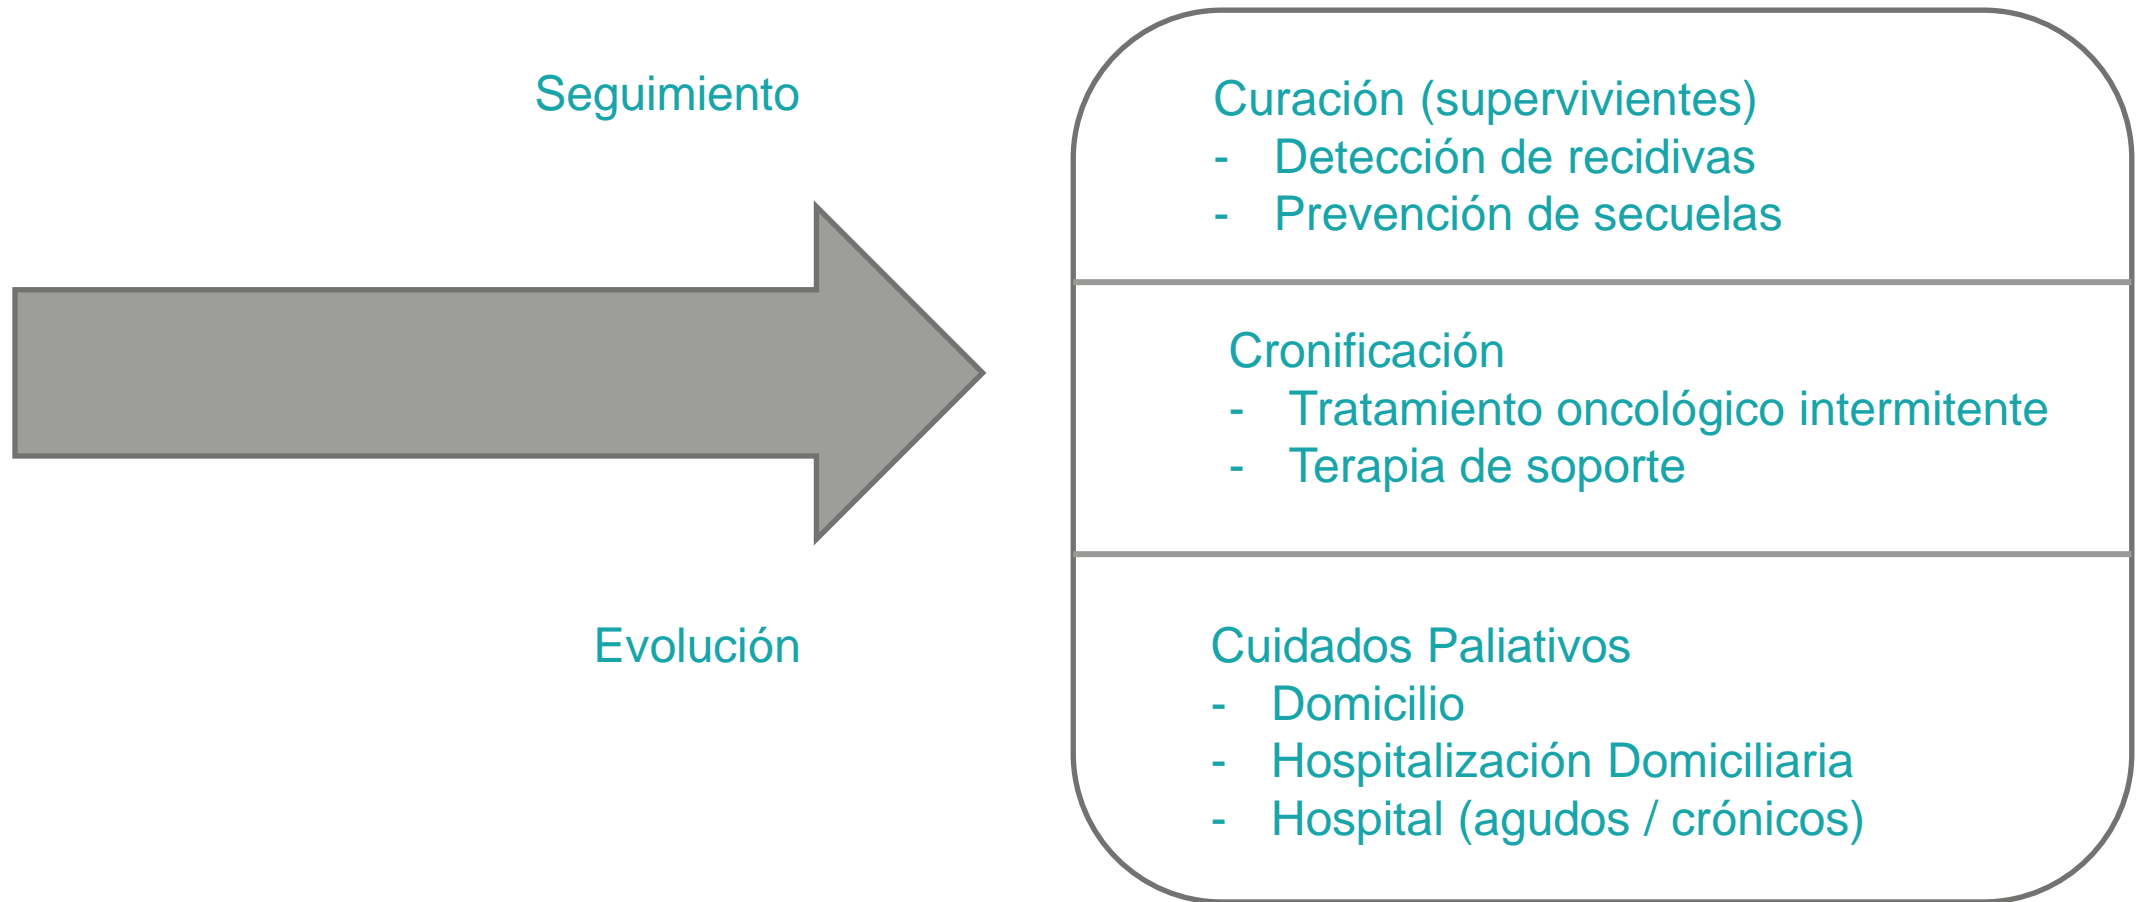 Seguimiento
Evolución
Curación (supervivientes)
- Detección de recidivas
- Prevención de secuelas
Cronificación
- Tratamiento oncológico intermitente
- Terapia de soporte
Cuidados Paliativos
- Domicilio
- Hospitalización Domiciliaria
- Hospital (agudos / crónicos)